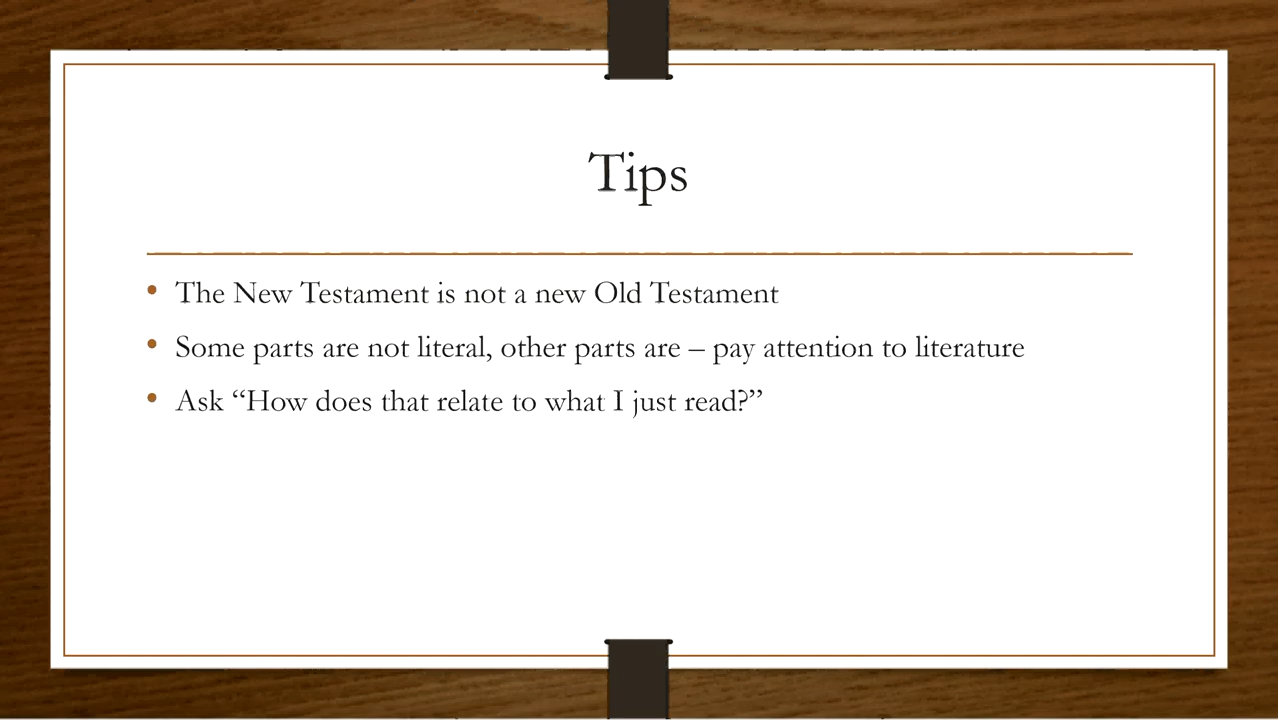 Tips
• The New Testament is not a new Old Testament
• Some parts are not literal, other parts are – pay attention to literature
• Ask “How does that relate to what I just read?”